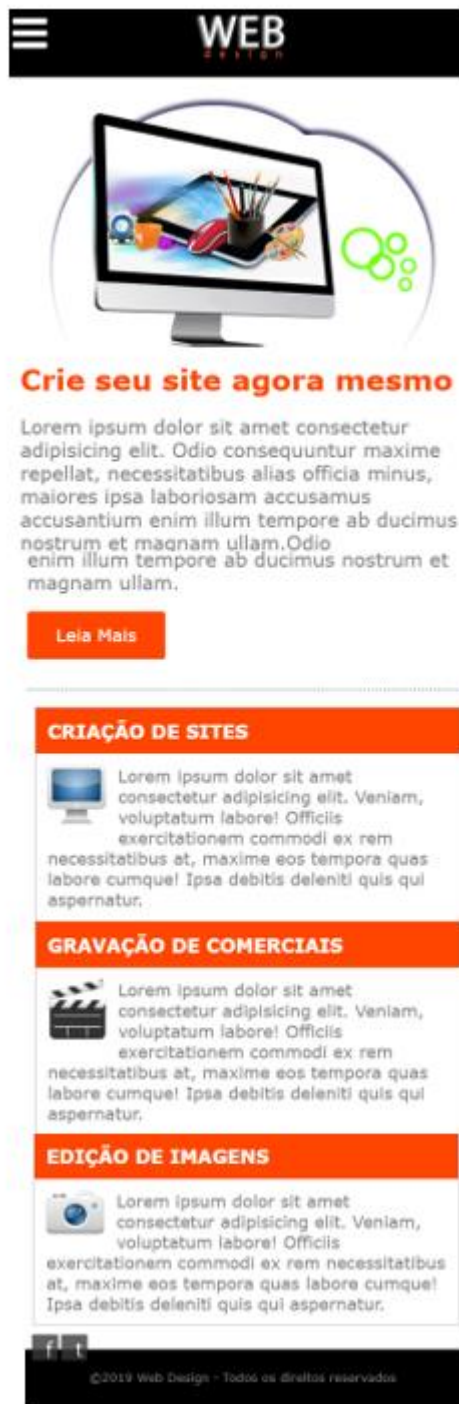 WEB
design
Crie seu site agora mesmo
Lorem ipsum dolor sit amet consectetur
adipisicing elit. Odio consequuntur maxime
repellat, necessitatibus alias officia minus,
maiores ipsa laboriosam accusamus
accusantium enim illum tempore ab ducimus
nostrum et magnam ullam.Odio
enim illum tempore ab ducimus nostrum et
magnam ullam.
Leia Mais
CRIAÇÃO DE SITES
Lorem ipsum dolor sit amet
consectetur adipisicing elit. Veniam,
voluptatum labore! Officiis
exercitationem commodi ex rem
necessitatibus at, maxime eos tempora quas
labore cumque! Ipsa debitis deleniti quis qui
aspernatur.
GRAVAÇÃO DE COMERCIAIS
Lorem ipsum dolor sit amet
consectetur adipisicing elit. Veniam,
voluptatum labore! Officiis
exercitationem commodi ex rem
necessitatibus at, maxime eos tempora quas
labore cumque! Ipsa debitis deleniti quis qui
aspernatur.
EDIÇÃO DE IMAGENS
Lorem ipsum dolor sit amet
consectetur adipisicing elit. Veniam,
voluptatum labore! Officiis
exercitationem commodi ex rem necessitatibus
at, maxime eos tempora quas labore cumque!
Ipsa debitis deleniti quis qui aspernatur.
f t
©2019 Web Design - Todos os direitos reservados